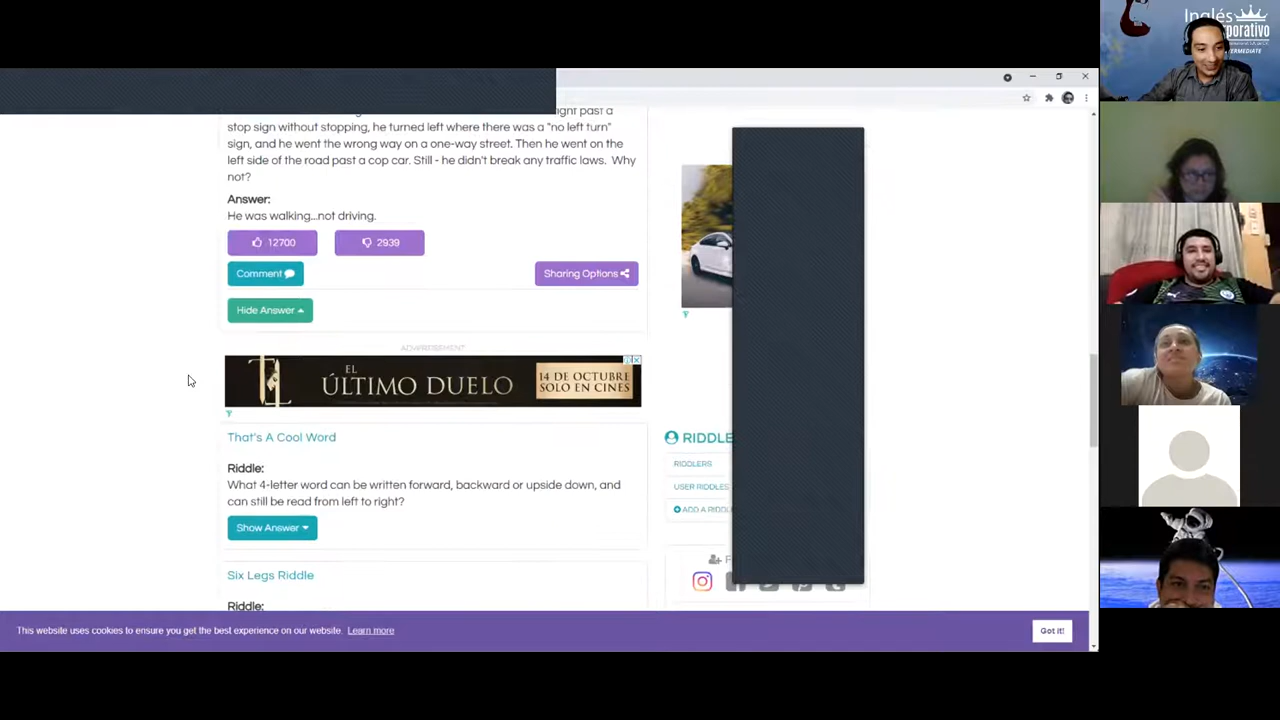 Inglés
ight past a
stop sign without stopping, he turned left where there was a "no left turn"
sign, and he went the wrong way on a one-way street. Then he went on the
left side of the road past a cop car. Still - he didn't break any traffic laws. Why
not?
Answer:
He was walking...not driving.
12700
2939
Comment
Sharing Options
Hide Answer
ADVERTISEMENT
EL
ÚLTIMO DUELO
14 DE OCTUBRE
SOLO EN CINES
That's A Cool Word
Riddle:
What 4-letter word can be written forward, backward or upside down, and
can still be read from left to right?
Show Answer
Six Legs Riddle
Riddle:
RIDDLE
RIDDLERS
USER RIDDLES
ADD A RIDDL
F
This website uses cookies to ensure you get the best experience on our website. Learn more
Got it!